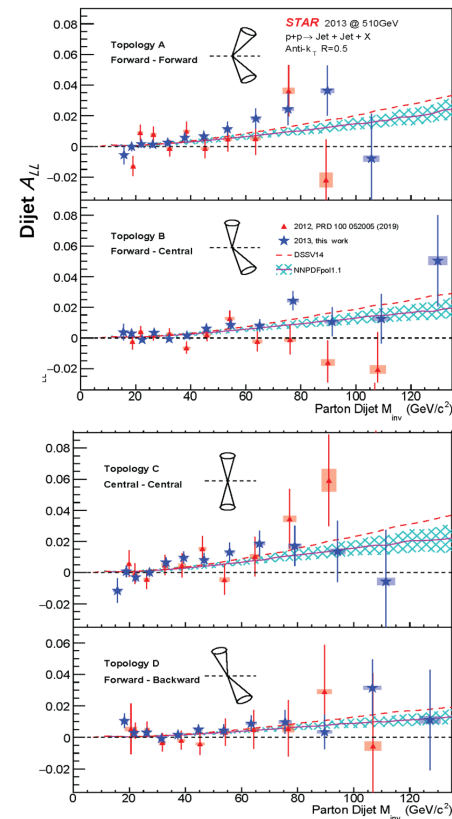 Dijet A_LL
STAR 2013 @ 510GeV
p+p→ Jet + Jet + X
Anti-k_T R=0.5
Topology A
Forward - Forward
0.08
0.06
0.04
0.02
0
−0.02
Topology B
Forward - Central
2012, PRD 100 052005 (2019)
2013, this work
DSSV14
NNPDFpol1.1
0.08
0.06
0.04
0.02
0.0
−0.02
LL
0 20 40 60 80 100 120
Parton Dijet M_inv (GeV/c²)
Topology C
Central - Central
0.08
0.06
0.04
0.02
0
−0.02
Topology D
Forward - Backward
0.06
0.04
0.02
0
−0.02
0 20 40 60 80 100 120
Parton Dijet M_inv (GeV/c²)